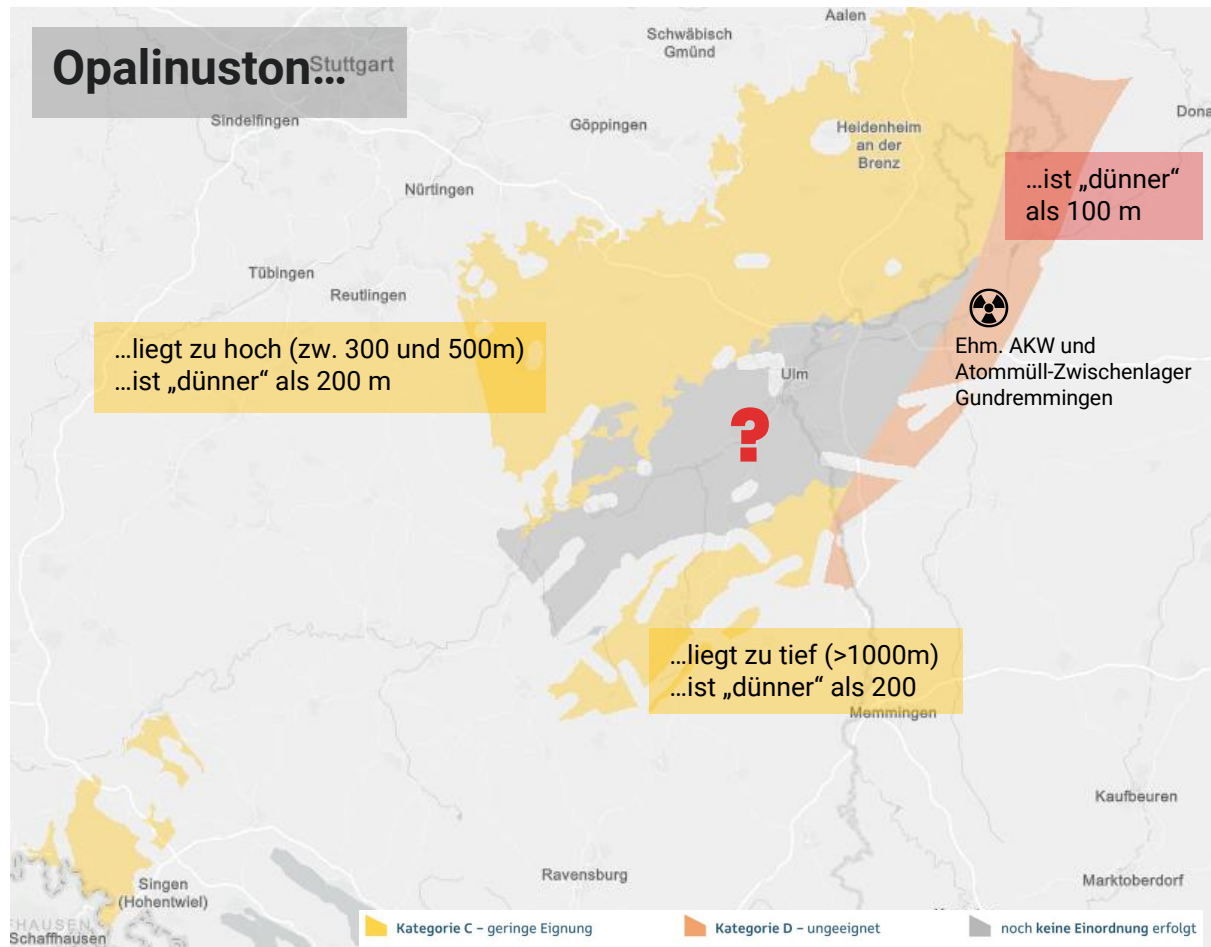 Opalinuston…
Stuttgart
Aalen
Schwäbisch
Gmünd
Sindelfingen
Göppingen
Heidenheim
an der
Brenz
Dona
Nürtingen
…ist „dünner“
als 100 m
Tübingen
Reutlingen
…liegt zu hoch (zw. 300 und 500m)
…ist „dünner“ als 200 m
Ehm. AKW und
Atommüll-Zwischenlager
Gundremmingen
Ulm
?
…liegt zu tief (>1000m)
…ist „dünner“ als 200
Memmingen
Kaufbeuren
Ravensburg
Marktoberdorf
Singen
(Hohentwiel)
HAUSEN
Schaffhausen
Kategorie C – geringe Eignung
Kategorie D – ungeeignet
noch keine Einordnung erfolgt